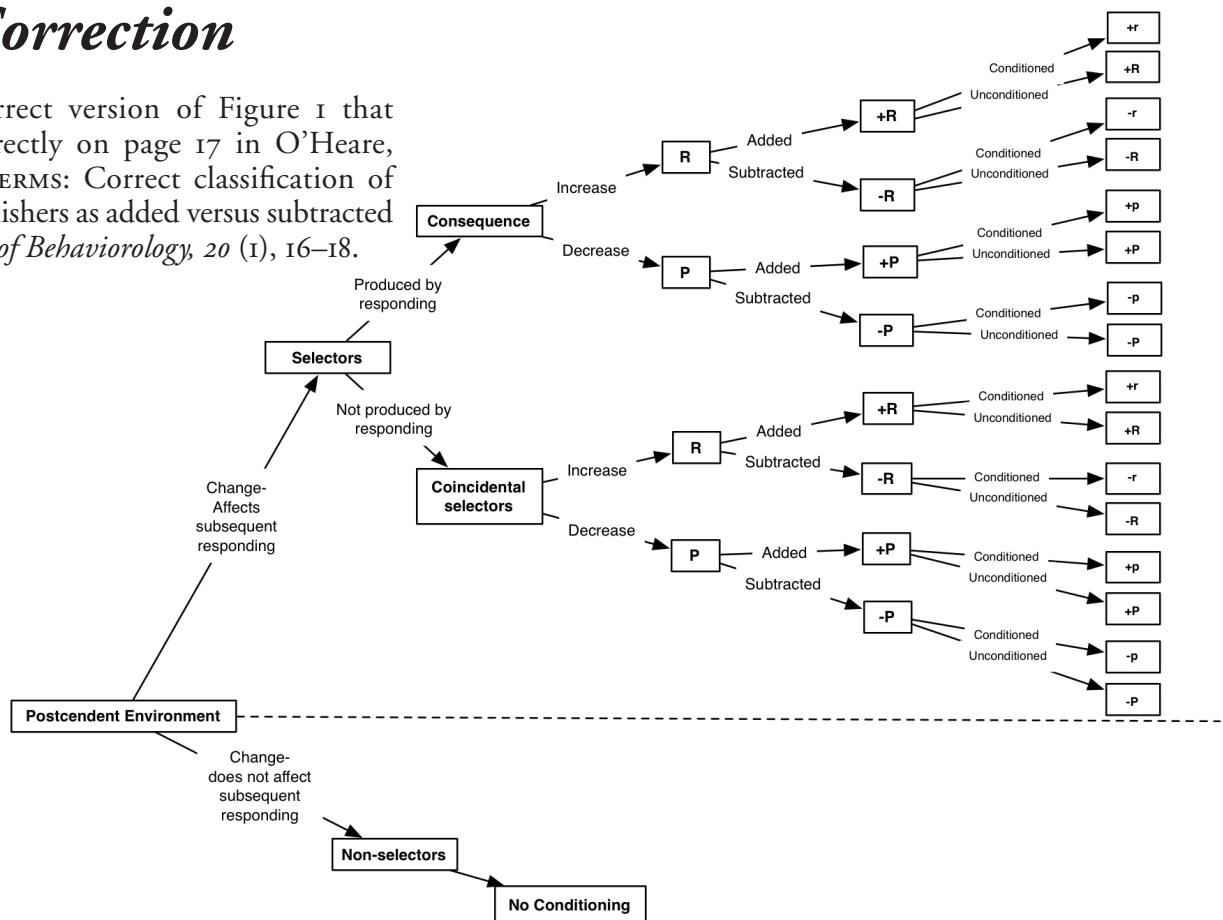 Correction
rrect version of Figure 1 that
rectly on page 17 in O’Heare,
ERMS: Correct classification of
lishers as added versus subtracted
of Behaviorology, 20 (1), 16–18.
Postcendent Environment
Change-
Affects
subsequent
responding
Selectors
Produced by
responding
Consequence
Increase
R
Added
+R
Conditioned
+r
Unconditioned
+R
Subtracted
-R
Conditioned
-r
Unconditioned
-R
Decrease
P
Added
+P
Conditioned
+p
Unconditioned
+P
Subtracted
-P
Conditioned
-p
Unconditioned
-P
Not produced by
responding
Coincidental
selectors
Increase
R
Added
+R
Conditioned
+r
Unconditioned
+R
Subtracted
-R
Conditioned
-r
Unconditioned
-R
Decrease
P
Added
+P
Conditioned
+p
Unconditioned
+P
Subtracted
-P
Conditioned
-p
Unconditioned
-P
Change-
does not affect
subsequent
responding
Non-selectors
No Conditioning